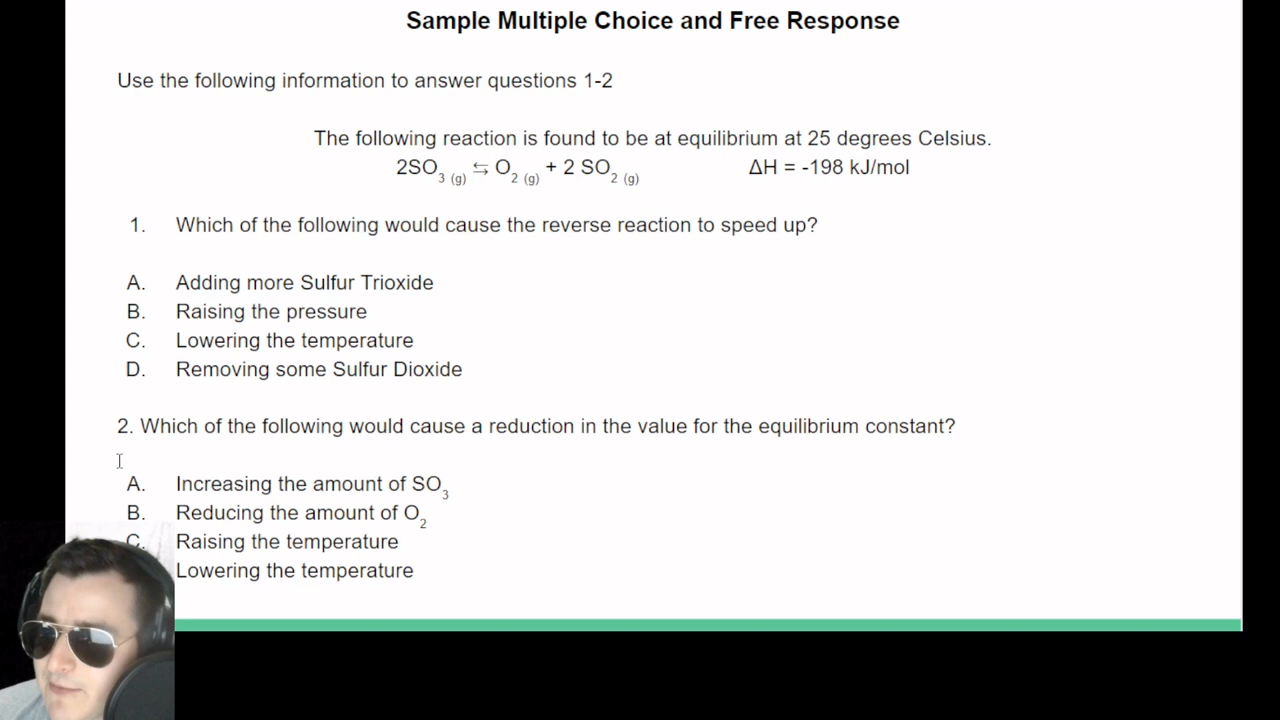 Sample Multiple Choice and Free Response
Use the following information to answer questions 1-2
The following reaction is found to be at equilibrium at 25 degrees Celsius.
2SO₃ (g) ⇆ O₂ (g) + 2 SO₂ (g) ΔH = -198 kJ/mol
1. Which of the following would cause the reverse reaction to speed up?
A. Adding more Sulfur Trioxide
B. Raising the pressure
C. Lowering the temperature
D. Removing some Sulfur Dioxide
2. Which of the following would cause a reduction in the value for the equilibrium constant?
A. Increasing the amount of SO₃
B. Reducing the amount of O₂
C. Raising the temperature
Lowering the temperature